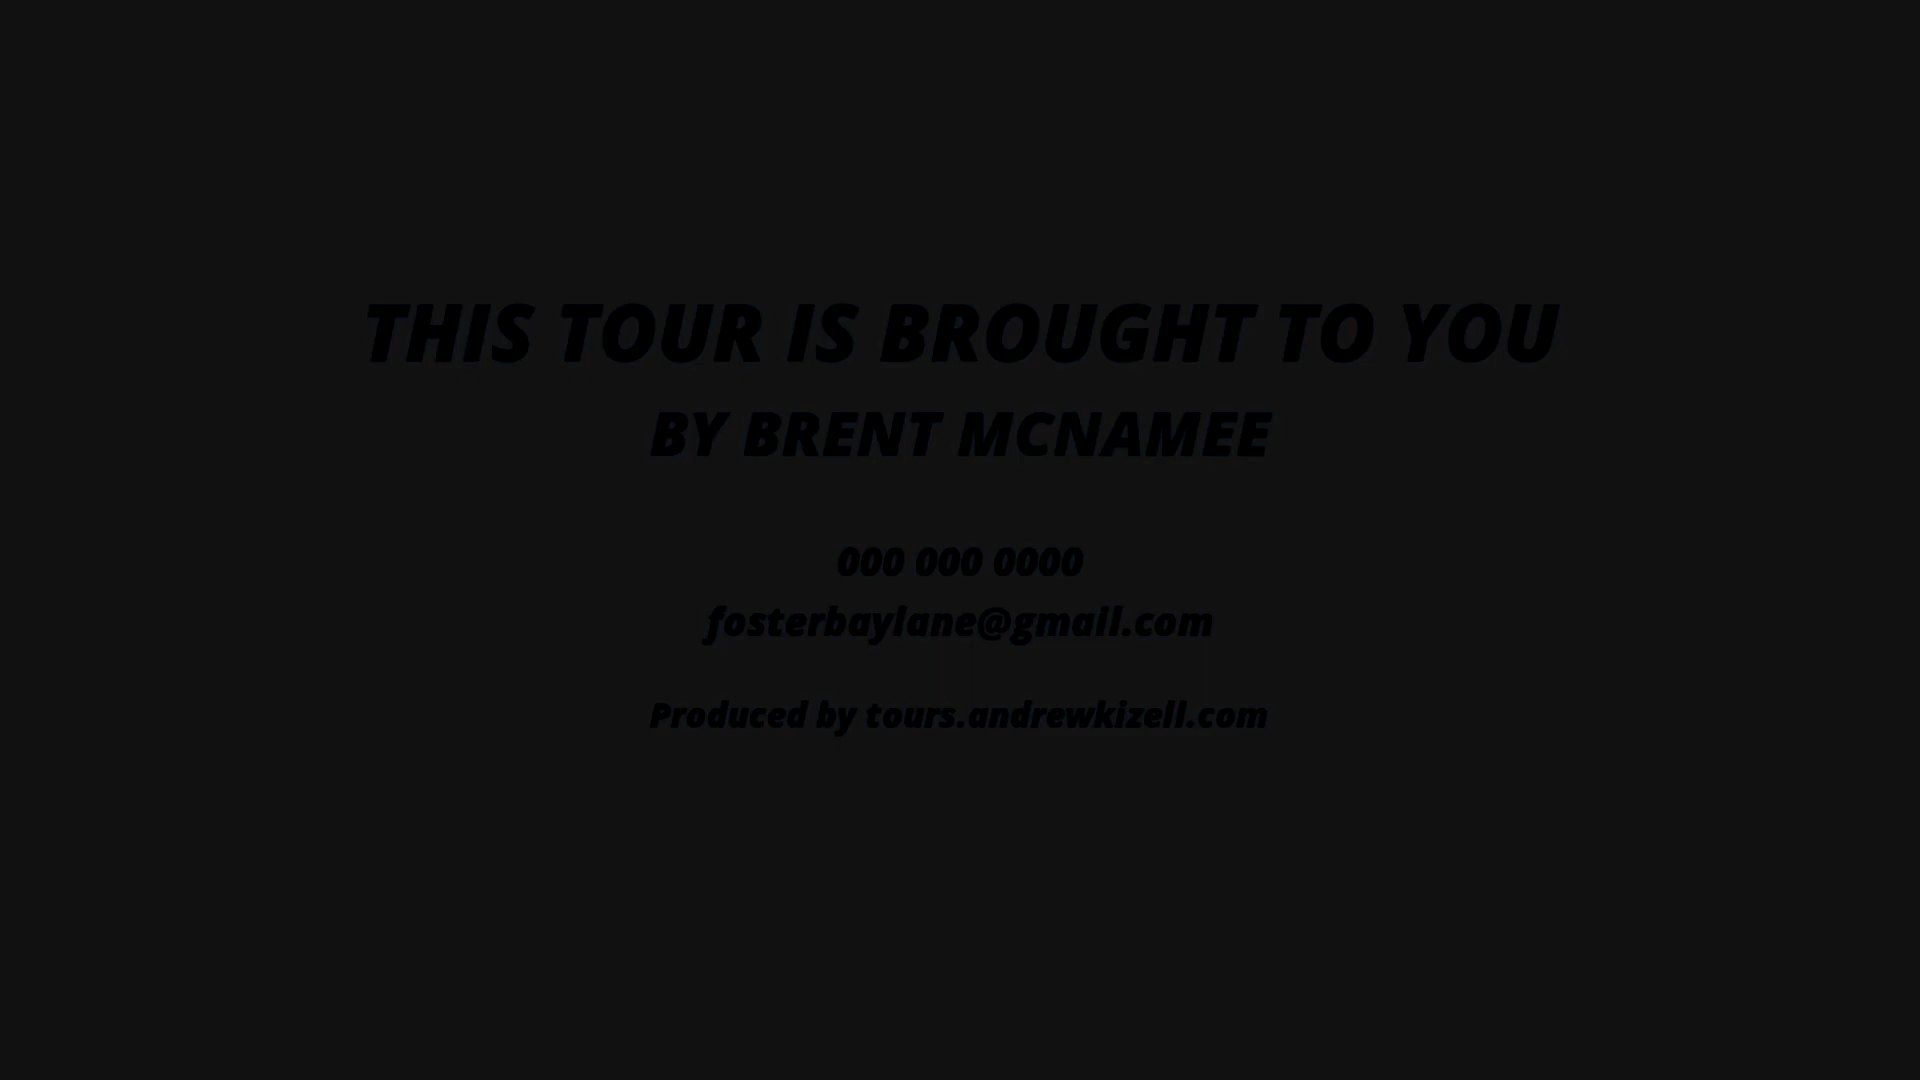 THIS TOUR IS BROUGHT TO YOU
BY BRENT MCNAMEE
000 000 0000
fosterbaylane@gmail.com
Produced by tours.andrewkizell.com